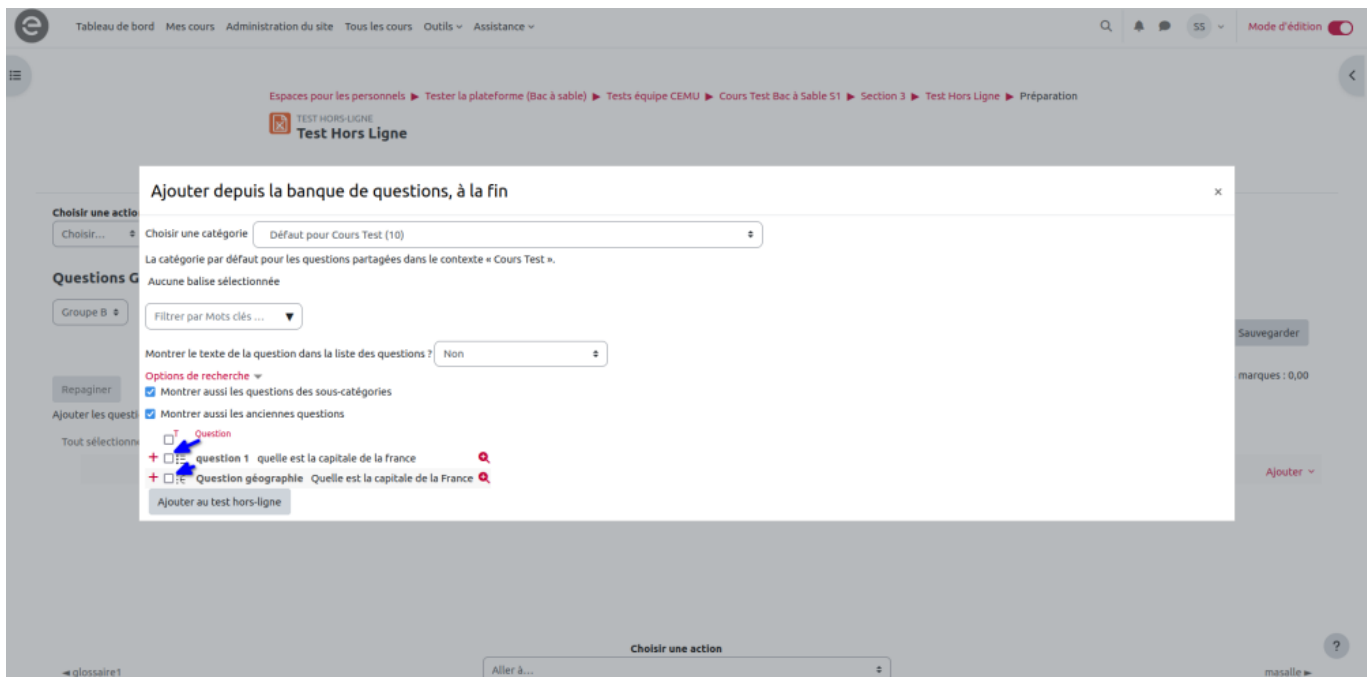 Tableau de bord Mes cours Administration du site Tous les cours Outils Assistance SS Mode d'édition
Espaces pour les personnels ► Tester la plateforme (Bac à sable) ► Tests équipe CEMU ► Cours Test Bac à Sable S1 ► Section 3 ► Test Hors Ligne ► Préparation
TEST HORS-LIGNE
Test Hors Ligne
Ajouter depuis la banque de questions, à la fin ×
Choisir une actio
Choisir...
Choisir une catégorie Défaut pour Cours Test (10)
La catégorie par défaut pour les questions partagées dans le contexte « Cours Test ».
Questions G
Aucune balise sélectionnée
Groupe B
Filtrer par Mots clés ... ▼
Sauvegarder
Montrer le texte de la question dans la liste des questions ? Non
Options de recherche
marques : 0,00
Repaginer
Montrer aussi les questions des sous-catégories
Ajouter les questi
Montrer aussi les anciennes questions
T Question
Tout sélectionn
+ question 1 quelle est la capitale de la france
+ Question géographie Quelle est la capitale de la France
Ajouter
Ajouter au test hors-ligne
Choisir une action
◄ glossaire1
Aller à...
masalle ►
?